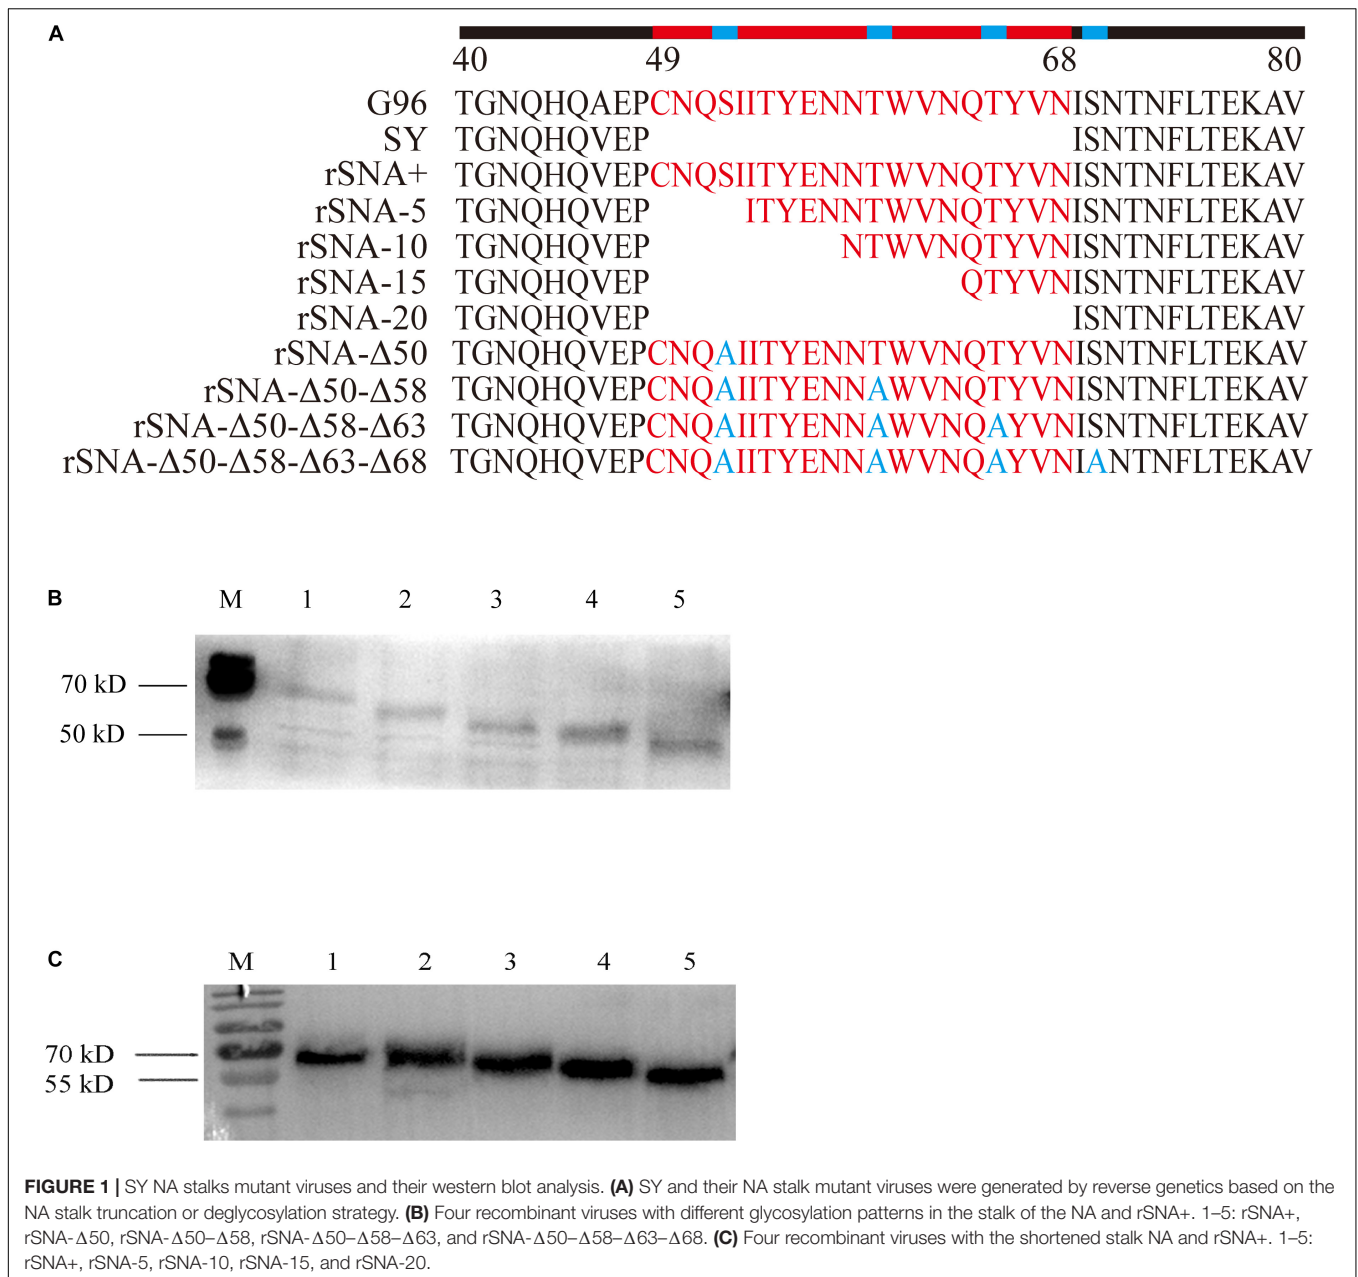 A
40 49 68 80
G96 TGNQHQAEPCNQSIITYENNTWVNQTYVNISNTNFLTEKAV
SY TGNQHQVEP ISNTNFLTEKAV
rSNA+ TGNQHQVEPCNQSIITYENNTWVNQTYVNISNTNFLTEKAV
rSNA-5 TGNQHQVEP ITYENNTWVNQTYVNISNTNFLTEKAV
rSNA-10 TGNQHQVEP NTWVNQTYVNISNTNFLTEKAV
rSNA-15 TGNQHQVEP QTYVNISNTNFLTEKAV
rSNA-20 TGNQHQVEP ISNTNFLTEKAV
rSNA-Δ50 TGNQHQVEPCNQAIITYENNTWVNQTYVNISNTNFLTEKAV
rSNA-Δ50-Δ58 TGNQHQVEPCNQAIITYENNAWVNQTYVNISNTNFLTEKAV
rSNA-Δ50-Δ58-Δ63 TGNQHQVEPCNQAIITYENNAWVNQAYVNISNTNFLTEKAV
rSNA-Δ50-Δ58-Δ63-Δ68 TGNQHQVEPCNQAIITYENNAWVNQAYVNIANTNFLTEKAV
B
M 1 2 3 4 5
70 kD
50 kD
C
M 1 2 3 4 5
70 kD
55 kD
FIGURE 1 | SY NA stalks mutant viruses and their western blot analysis. (A) SY and their NA stalk mutant viruses were generated by reverse genetics based on the
NA stalk truncation or deglycosylation strategy. (B) Four recombinant viruses with different glycosylation patterns in the stalk of the NA and rSNA+. 1–5: rSNA+,
rSNA-Δ50, rSNA-Δ50–Δ58, rSNA-Δ50–Δ58–Δ63, and rSNA-Δ50–Δ58–Δ63–Δ68. (C) Four recombinant viruses with the shortened stalk NA and rSNA+. 1–5:
rSNA+, rSNA-5, rSNA-10, rSNA-15, and rSNA-20.